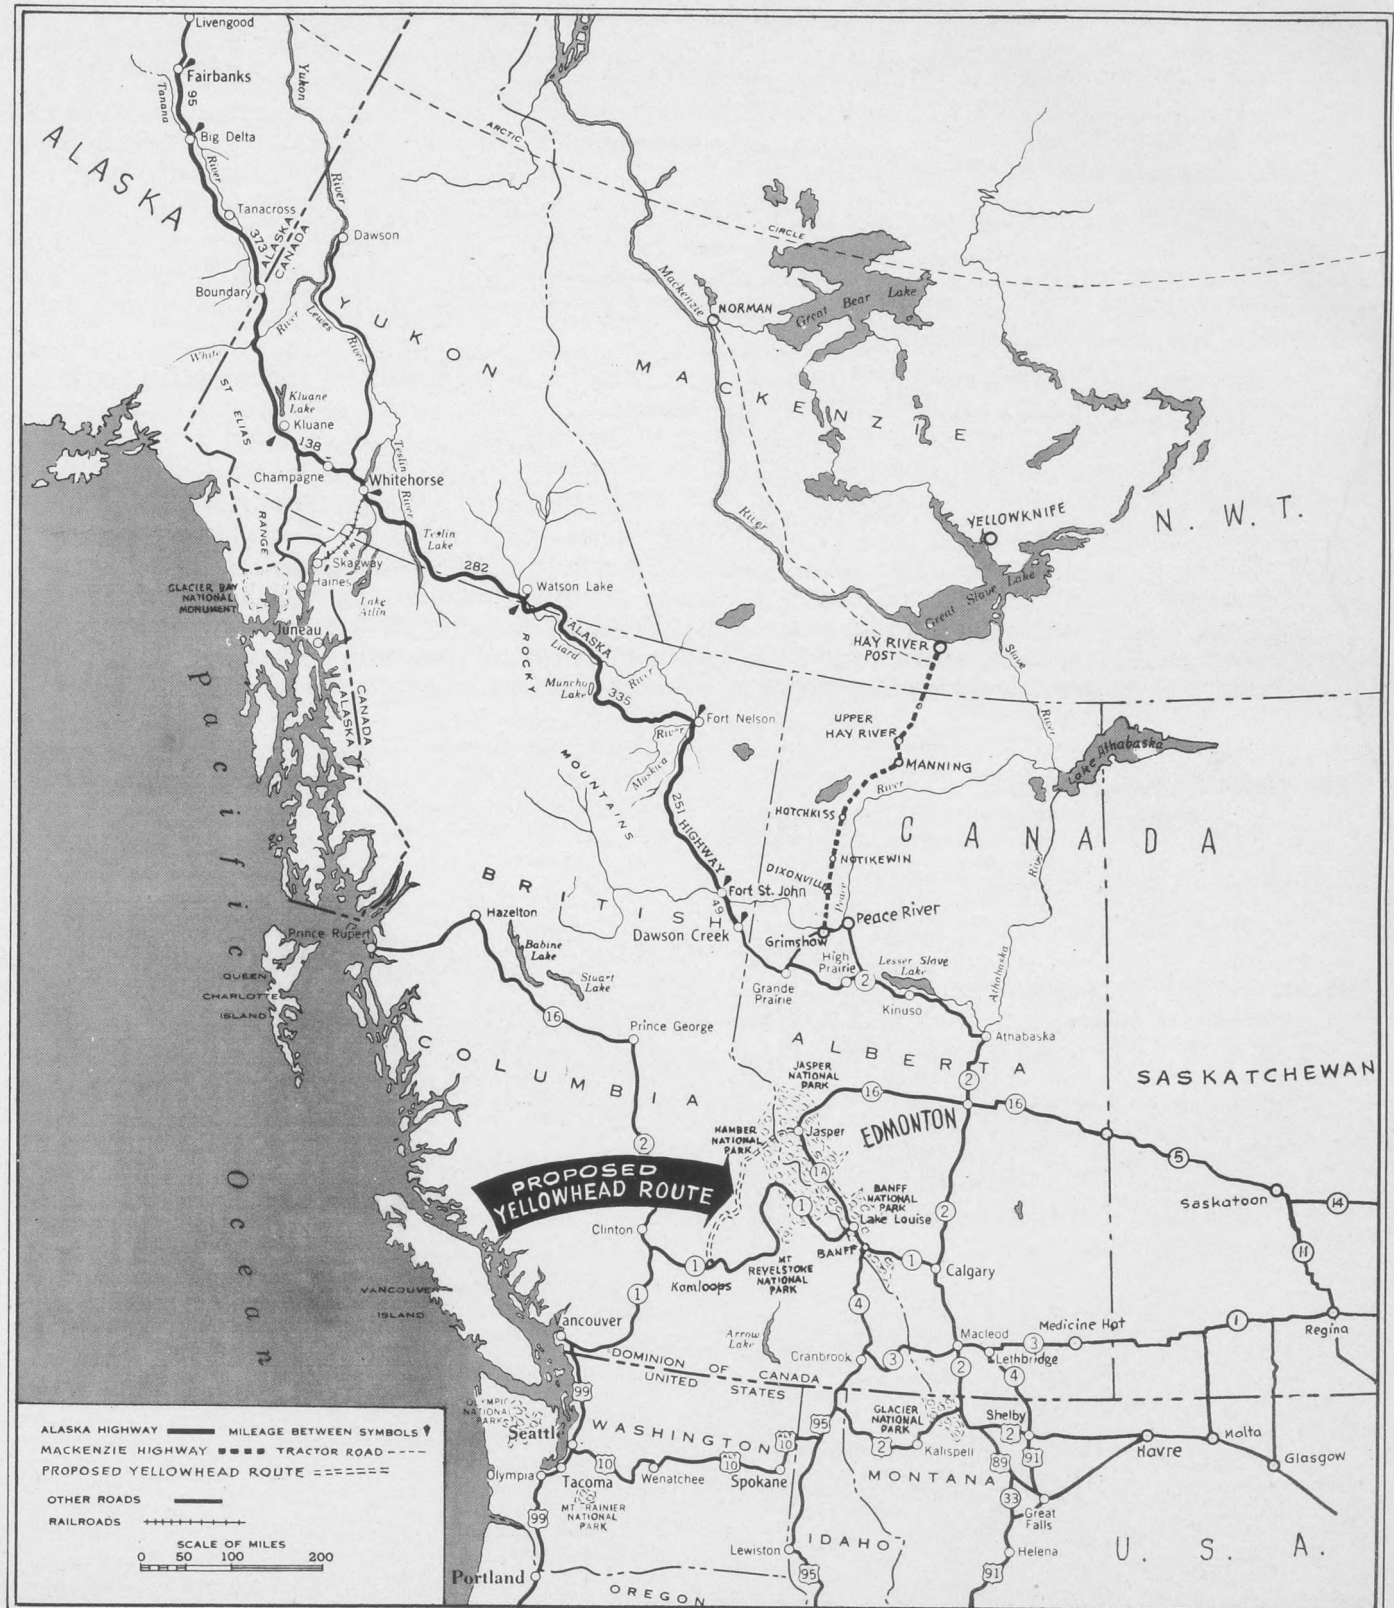 Livengood
Fairbanks
Yukon
Tanana
95
ALASKA
Big Delta
River
River
ARCTIC
CIRCLE
Tanacross
373
ALASKA
CANADA
Dawson
Boundary
River
Lewes
River
White
YUKON
Mackenzie
NORMAN
Great Bear Lake
MACKENZIE
ST ELIAS
RANGE
Kluane
Lake
Kluane
138
Champagne
Whitehorse
Teslin
River
Teslin
Lake
282
Watson Lake
River
YELLOWKNIFE
N. W. T.
Skagway
Haines
Lake
Atlin
GLACIER BAY
NATIONAL
MONUMENT
Juneau
CANADA
ALASKA
ROCKY
MOUNTAINS
ALASKA
Liard
River
Muncho
Lake
335
Fort Nelson
River
Muskwa
251
HIGHWAY
Great Slave Lake
HAY RIVER
POST
Slave
River
UPPER
HAY RIVER
MANNING
River
Lake Athabaska
HOTCHKISS
CANADA
NOTIKEWIN
DIXONVILLE
Peace
River
Pacific
Ocean
BRITISH
COLUMBIA
Hazelton
Prince Rupert
Babine
Lake
Stuart
Lake
QUEEN
CHARLOTTE
ISLAND
16
Prince George
Fort St. John
49
Dawson Creek
Grimshow
Peace River
High
Prairie
Lesser Slave
Lake
2
Grande
Prairie
Kinuso
Athabaska
Athabaska
ALBERTA
JASPER
NATIONAL
PARK
16
2
16
SASKATCHEWAN
HAMBER
NATIONAL
PARK
Jasper
EDMONTON
2
PROPOSED
YELLOWHEAD ROUTE
1A
5
1
BANFF
NATIONAL
PARK
Lake Louise
2
Saskatoon
14
Clinton
BANFF
1
Calgary
11
1
Kamloops
MT
REVELSTOKE
NATIONAL
PARK
1
4
VANCOUVER
ISLAND
Vancouver
Arrow
Lake
Cranbrook
3
Macleod
3
Medicine Hat
1
Regina
2
Lethbridge
4
DOMINION OF CANADA
UNITED STATES
99
OLYMPIC
NATIONAL
PARK
Seattle
WASHINGTON
95
GLACIER
NATIONAL
PARK
Shelby
2
2
Kalispell
Havre
Malta
Glasgow
10
ALT
10
ALT
10
Olympia
Tacoma
Wenatchee
Spokane
MONTANA
89
91
99
MT RAINIER
NATIONAL
PARK
33
Great
Falls
Lewiston
IDAHO
Helena
U. S. A.
95
91
Portland
OREGON
ALASKA HIGHWAY
MILEAGE BETWEEN SYMBOLS
MACKENZIE HIGHWAY
TRACTOR ROAD
PROPOSED YELLOWHEAD ROUTE
OTHER ROADS
RAILROADS
SCALE OF MILES
0 50 100 200